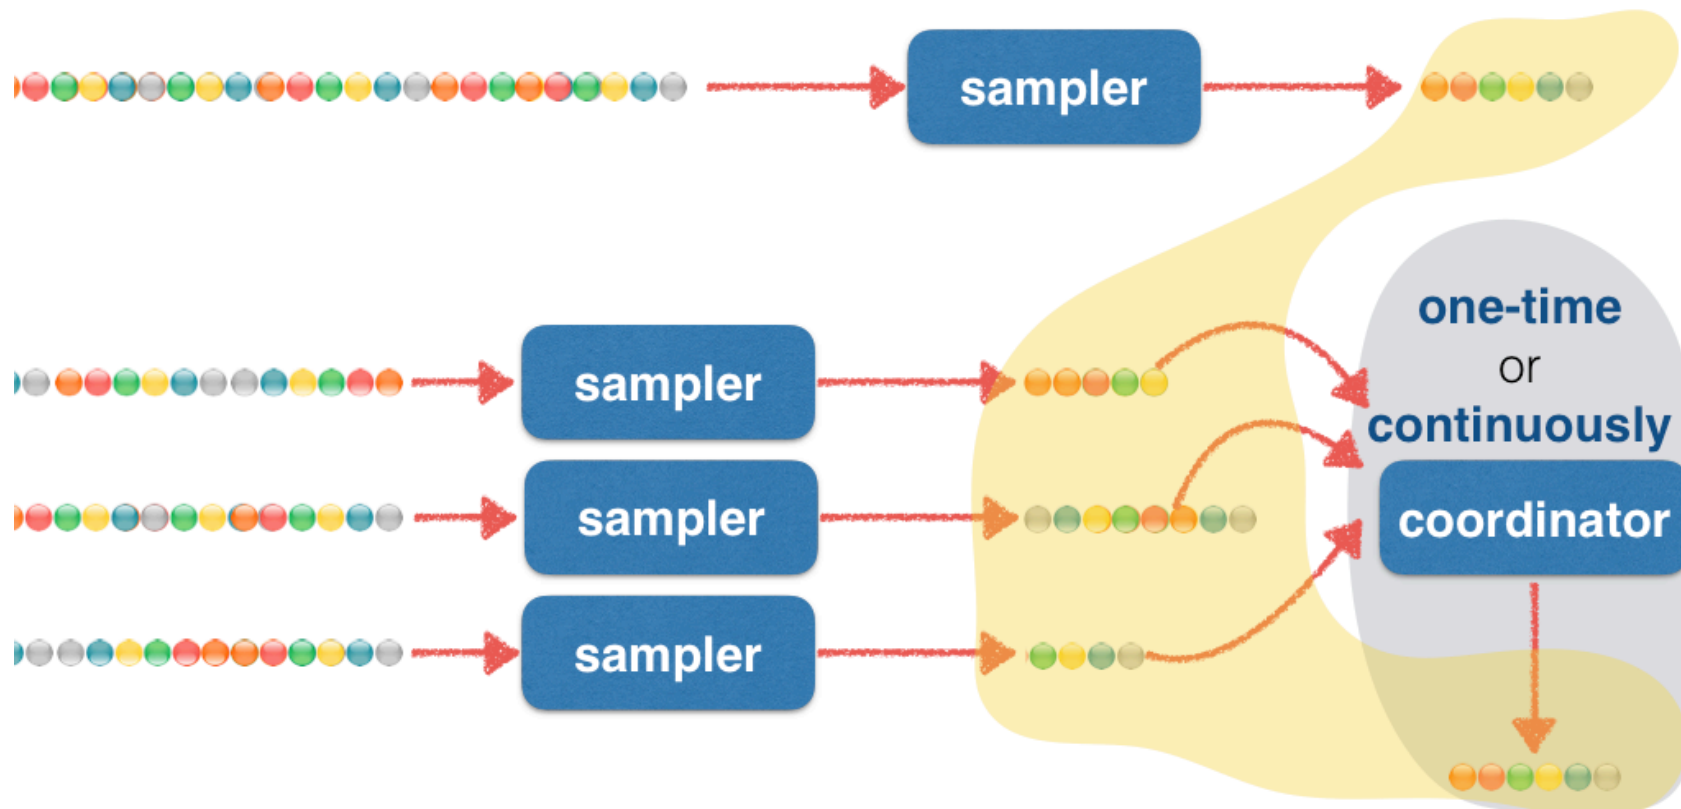 sampler
one-time
or
continuously
sampler
coordinator
sampler
sampler